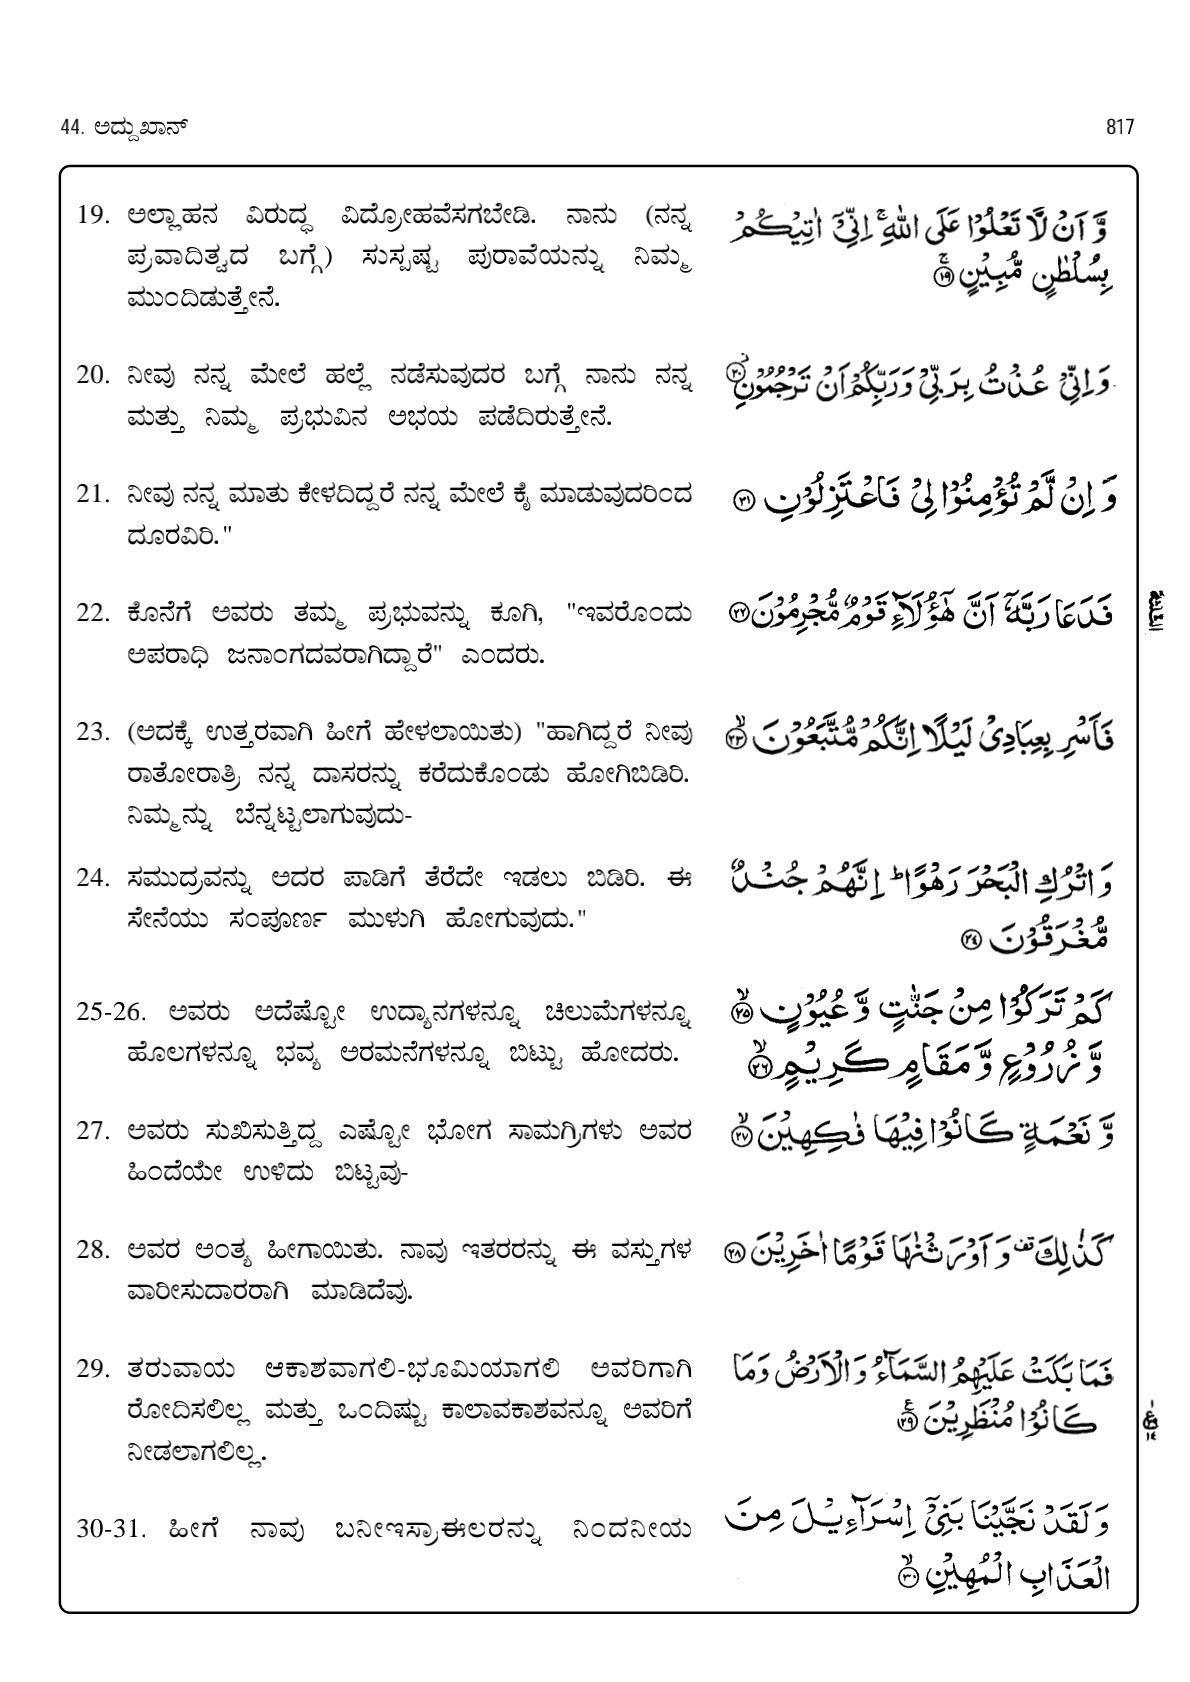 44. ಅದ್ದುಖಾನ್
817
19. ಅಲ್ಲಾಹನ ವಿರುದ್ಧ ವಿದ್ರೋಹವೆಸಗಬೇಡಿ. ನಾನು (ನನ್ನ
ಪ್ರವಾದಿತ್ವದ ಬಗ್ಗೆ) ಸುಸ್ಪಷ್ಟ ಪುರಾವೆಯನ್ನು ನಿಮ್ಮ
ಮುಂದಿಡುತ್ತೇನೆ.
وَّ اَنْ لَّا تَعْلُوْا عَلَى اللّٰهِ ۚ اِنِّیْۤ اٰتِیْكُمْ
بِسُلْطٰنٍ مُّبِیْنٍ ۚ ﴿۱۹﴾
20. ನೀವು ನನ್ನ ಮೇಲೆ ಹಲ್ಲೆ ನಡೆಸುವುದರ ಬಗ್ಗೆ ನಾನು ನನ್ನ
ಮತ್ತು ನಿಮ್ಮ ಪ್ರಭುವಿನ ಅಭಯ ಪಡೆದಿರುತ್ತೇನೆ.
وَ اِنِّیْ عُذْتُ بِرَبِّیْ وَ رَبِّكُمْ اَنْ تَرْجُمُوْنِ ﴿۲۰﴾
21. ನೀವು ನನ್ನ ಮಾತು ಕೇಳದಿದ್ದರೆ ನನ್ನ ಮೇಲೆ ಕೈ ಮಾಡುವುದರಿಂದ
ದೂರವಿರಿ."
وَ اِنْ لَّمْ تُؤْمِنُوْا لِیْ فَاعْتَزِلُوْنِ ﴿۲۱﴾
22. ಕೊನೆಗೆ ಅವರು ತಮ್ಮ ಪ್ರಭುವನ್ನು ಕೂಗಿ, "ಇವರೊಂದು
ಅಪರಾಧಿ ಜನಾಂಗದವರಾಗಿದ್ದಾರೆ" ಎಂದರು.
فَدَعَا رَبَّهٗۤ اَنَّ هٰۤؤُلَآءِ قَوْمٌ مُّجْرِمُوْنَ ﴿۲۲﴾
23. (ಅದಕ್ಕೆ ಉತ್ತರವಾಗಿ ಹೀಗೆ ಹೇಳಲಾಯಿತು) "ಹಾಗಿದ್ದರೆ ನೀವು
ರಾತೋರಾತ್ರಿ ನನ್ನ ದಾಸರನ್ನು ಕರೆದುಕೊಂಡು ಹೋಗಿಬಿಡಿರಿ.
ನಿಮ್ಮನ್ನು ಬೆನ್ನಟ್ಟಲಾಗುವುದು-
فَاَسْرِ بِعِبَادِیْ لَیْلًا اِنَّكُمْ مُّتَّبَعُوْنَ ۙ ﴿۲۳﴾
24. ಸಮುದ್ರವನ್ನು ಅದರ ಪಾಡಿಗೆ ತೆರೆದೇ ಇಡಲು ಬಿಡಿರಿ. ಈ
ಸೇನೆಯು ಸಂಪೂರ್ಣ ಮುಳುಗಿ ಹೋಗುವುದು."
وَ اتْرُكِ الْبَحْرَ رَهْوًا ؕ اِنَّهُمْ جُنْدٌ
مُّغْرَقُوْنَ ﴿۲۴﴾
25-26. ಅವರು ಅದೆಷ್ಟೋ ಉದ್ಯಾನಗಳನ್ನೂ ಚಿಲುಮೆಗಳನ್ನೂ
ಹೊಲಗಳನ್ನೂ ಭವ್ಯ ಅರಮನೆಗಳನ್ನೂ ಬಿಟ್ಟು ಹೋದರು.
كَمْ تَرَكُوْا مِنْ جَنّٰتٍ وَّ عُیُوْنٍ ۙ ﴿۲۵﴾
وَّ زُرُوْعٍ وَّ مَقَامٍ كَرِیْمٍ ۙ ﴿۲۶﴾
27. ಅವರು ಸುಖಿಸುತ್ತಿದ್ದ ಎಷ್ಟೋ ಭೋಗ ಸಾಮಗ್ರಿಗಳು ಅವರ
ಹಿಂದೆಯೇ ಉಳಿದು ಬಿಟ್ಟವು-
وَّ نَعْمَةٍ كَانُوْا فِیْهَا فٰكِهِیْنَ ۙ ﴿۲۷﴾
28. ಅವರ ಅಂತ್ಯ ಹೀಗಾಯಿತು. ನಾವು ಇತರರನ್ನು ಈ ವಸ್ತುಗಳ
ವಾರೀಸುದಾರರಾಗಿ ಮಾಡಿದೆವು.
كَذٰلِكَ ۫ وَ اَوْرَثْنٰهَا قَوْمًا اٰخَرِیْنَ ﴿۲۸﴾
29. ತರುವಾಯ ಆಕಾಶವಾಗಲಿ-ಭೂಮಿಯಾಗಲಿ ಅವರಿಗಾಗಿ
ರೋದಿಸಲಿಲ್ಲ ಮತ್ತು ಒಂದಿಷ್ಟು ಕಾಲಾವಕಾಶವನ್ನೂ ಅವರಿಗೆ
ನೀಡಲಾಗಲಿಲ್ಲ.
فَمَا بَكَتْ عَلَیْهِمُ السَّمَآءُ وَ الْاَرْضُ وَ مَا
كَانُوْا مُنْظَرِیْنَ ﴿۲۹﴾
30-31. ಹೀಗೆ ನಾವು ಬನೀಇಸ್ರಾಈಲರನ್ನು ನಿಂದನೀಯ
وَ لَقَدْ نَجَّیْنَا بَنِیْۤ اِسْرَآءِیْلَ مِنَ
الْعَذَابِ الْمُهِیْنِ ۙ ﴿۳۰﴾